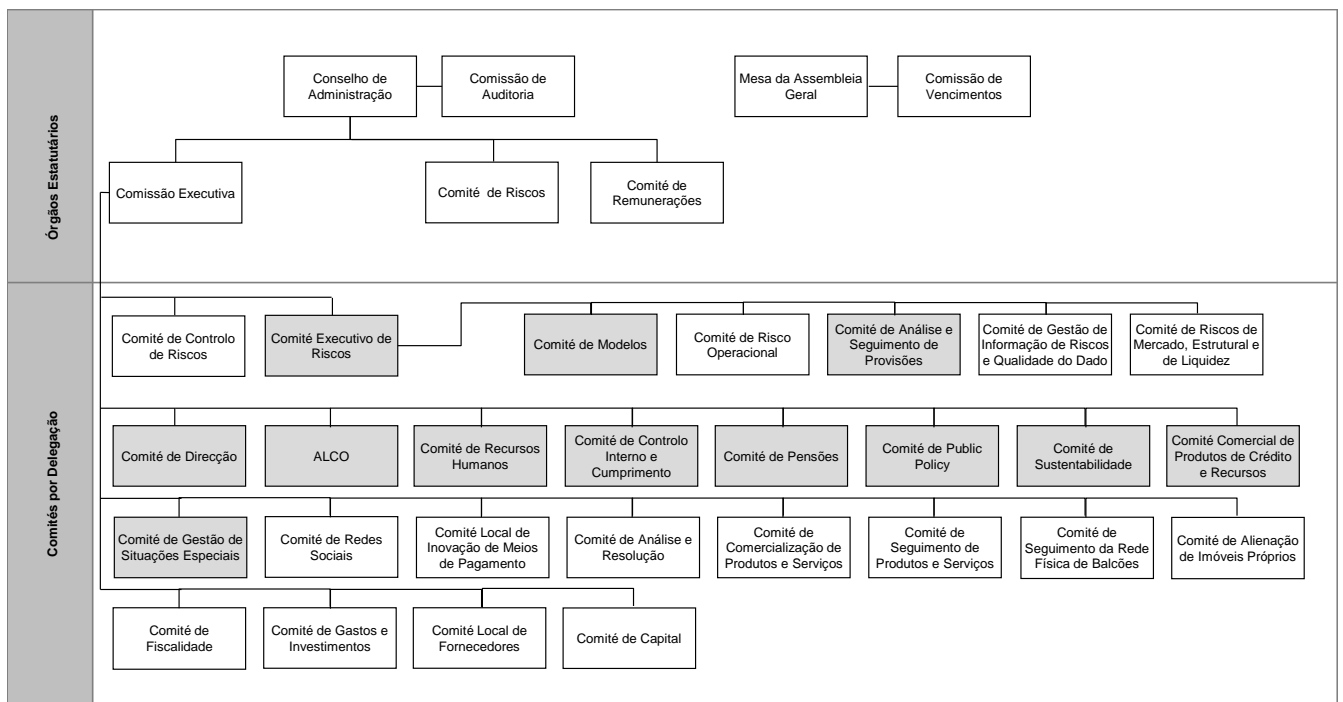 Órgãos Estatutários
Conselho de
Administração
Comissão de
Auditoria
Mesa da Assembleia
Geral
Comissão de
Vencimentos
Comissão Executiva
Comité de Riscos
Comité de
Remunerações
Comités por Delegação
Comité de Controlo
de Riscos
Comité Executivo de
Riscos
Comité de Modelos
Comité de Risco
Operacional
Comité de Análise e
Seguimento de
Provisões
Comité de Gestão de
Informação de Riscos
e Qualidade do Dado
Comité de Riscos de
Mercado, Estrutural e
de Liquidez
Comité de Direcção
ALCO
Comité de Recursos
Humanos
Comité de Controlo
Interno e
Cumprimento
Comité de Pensões
Comité de Public
Policy
Comité de
Sustentabilidade
Comité Comercial de
Produtos de Crédito
e Recursos
Comité de Gestão de
Situações Especiais
Comité de Redes
Sociais
Comité Local de
Inovação de Meios
de Pagamento
Comité de Análise e
Resolução
Comité de
Comercialização de
Produtos e Serviços
Comité de
Seguimento de
Produtos e Serviços
Comité de
Seguimento da Rede
Física de Balcões
Comité de Alienação
de Imóveis Próprios
Comité de
Fiscalidade
Comité de Gastos e
Investimentos
Comité Local de
Fornecedores
Comité de Capital